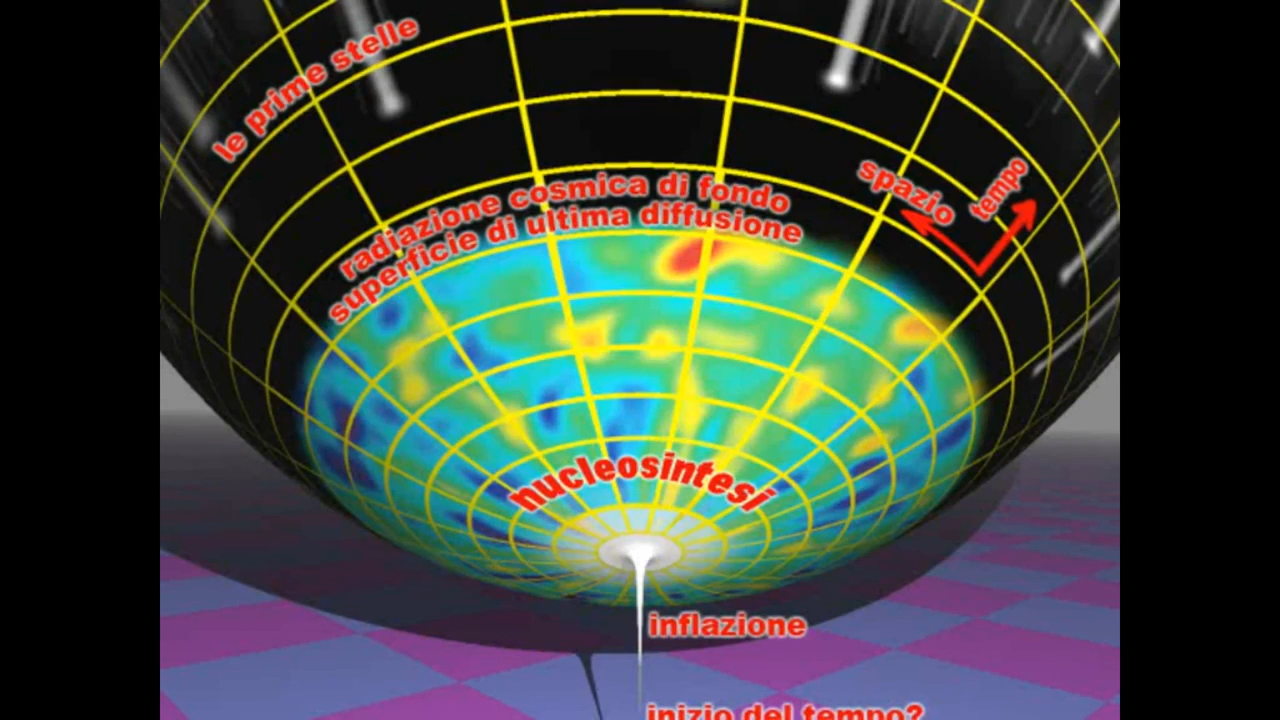 le prime stelle
radiazione cosmica di fondo
superficie di ultima diffusione
spazio
tempo
nucleosintesi
inflazione
inizio del tempo?